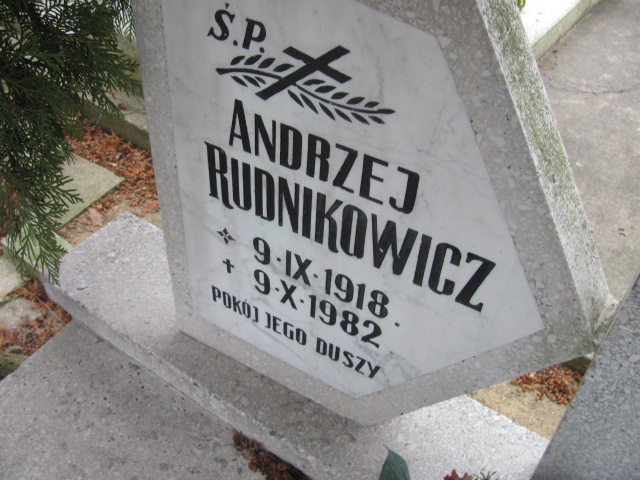 Ś.P.
ANDRZEJ
RUDNIKOWICZ
9·IX·1918·
9·X·1982
POKÓJ JEGO DUSZY